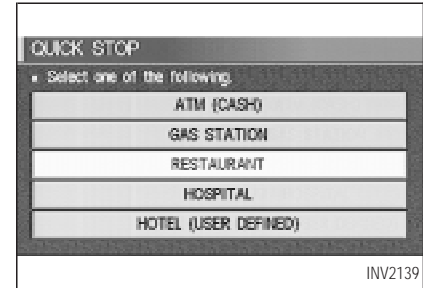 QUICK STOP
▪ Select one of the following.
ATM (CASH)
GAS STATION
RESTAURANT
HOSPITAL
HOTEL (USER DEFINED)
INV2139